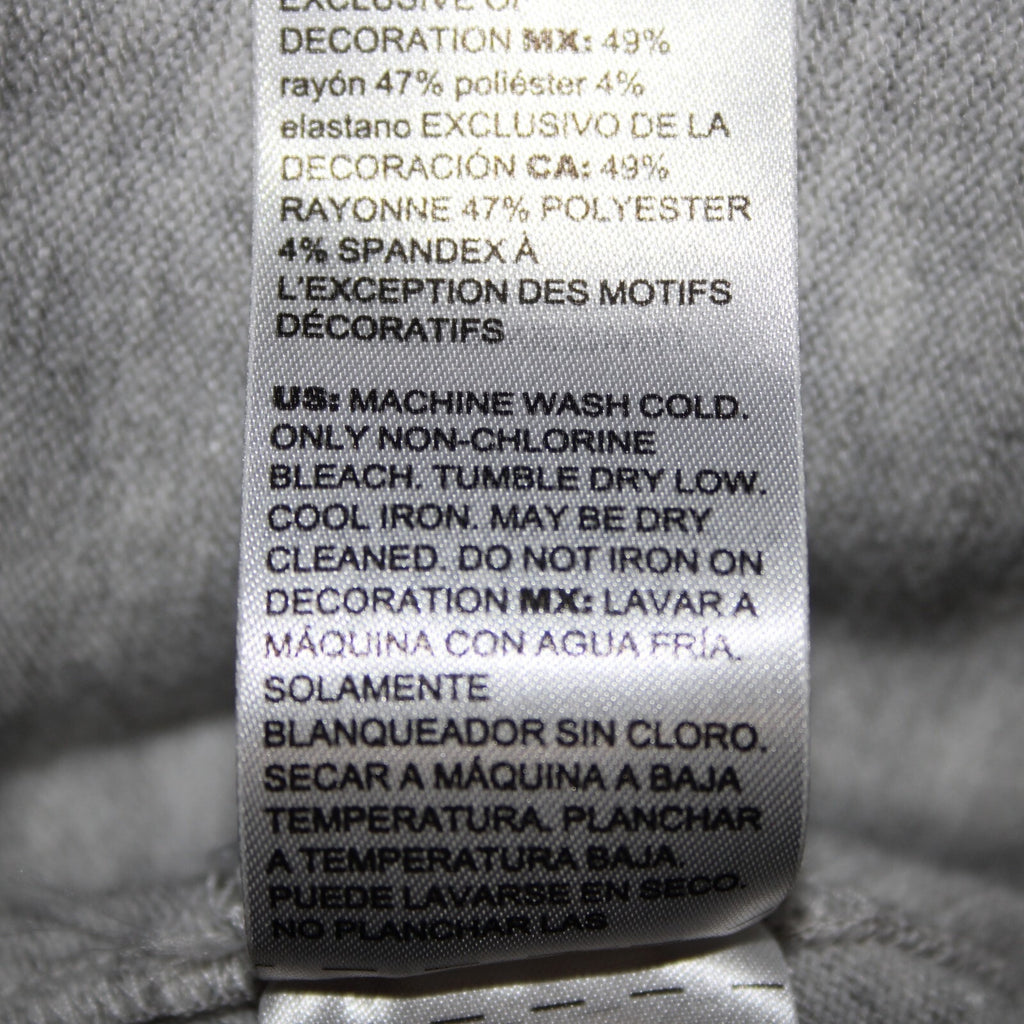 EXCLUSIVE OF
DECORATION MX: 49%
rayón 47% poliéster 4%
elastano EXCLUSIVO DE LA
DECORACIÓN CA: 49%
RAYONNE 47% POLYESTER
4% SPANDEX À
L'EXCEPTION DES MOTIFS
DÉCORATIFS
US: MACHINE WASH COLD.
ONLY NON-CHLORINE
BLEACH. TUMBLE DRY LOW.
COOL IRON. MAY BE DRY
CLEANED. DO NOT IRON ON
DECORATION MX: LAVAR A
MÁQUINA CON AGUA FRÍA.
SOLAMENTE
BLANQUEADOR SIN CLORO.
SECAR A MÁQUINA A BAJA
TEMPERATURA. PLANCHAR
A TEMPERATURA BAJA.
PUEDE LAVARSE EN SECO.
NO PLANCHAR LAS